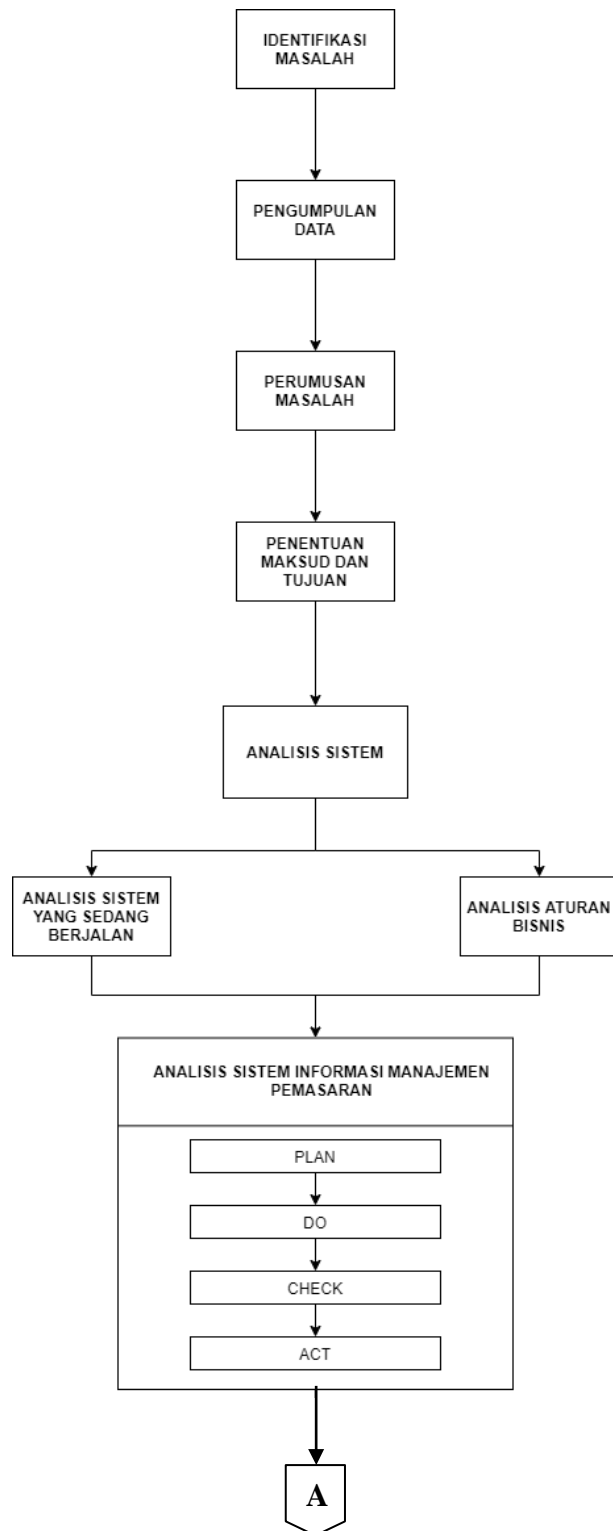 IDENTIFIKASI
MASALAH
PENGUMPULAN
DATA
PERUMUSAN
MASALAH
PENENTUAN
MAKSUD DAN
TUJUAN
ANALISIS SISTEM
ANALISIS SISTEM
YANG SEDANG
BERJALAN
ANALISIS ATURAN
BISNIS
ANALISIS SISTEM INFORMASI MANAJEMEN
PEMASARAN
PLAN
DO
CHECK
ACT
A